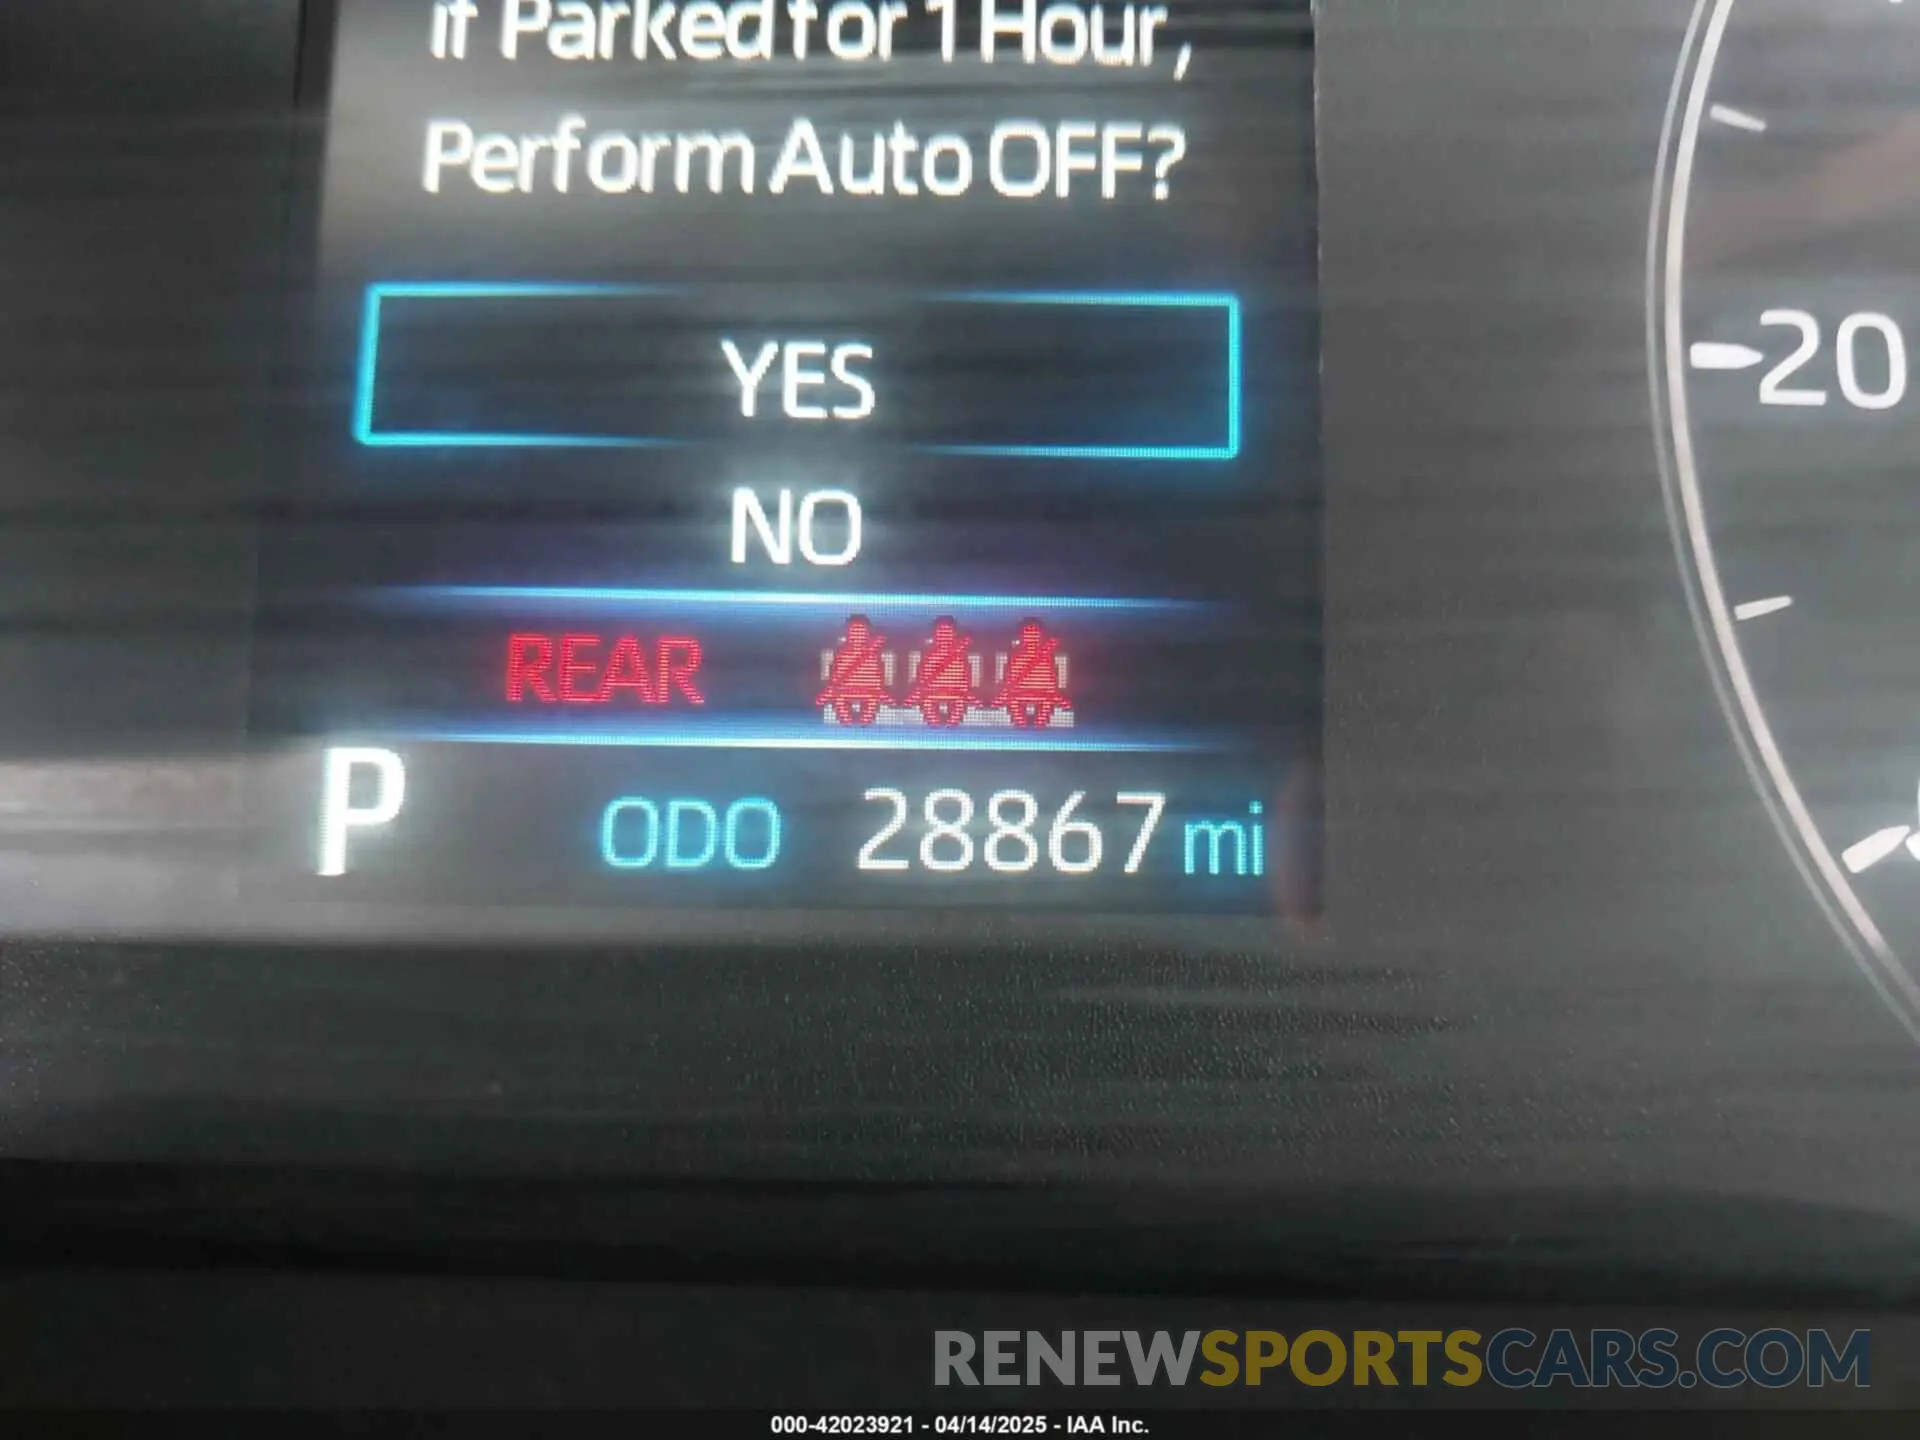 if Parked for 1 Hour,
Perform Auto OFF?
YES
NO
REAR
P ODO 28867 mi
20
RENEWSPORTSCARS.COM
000-42023921 - 04/14/2025 - IAA Inc.